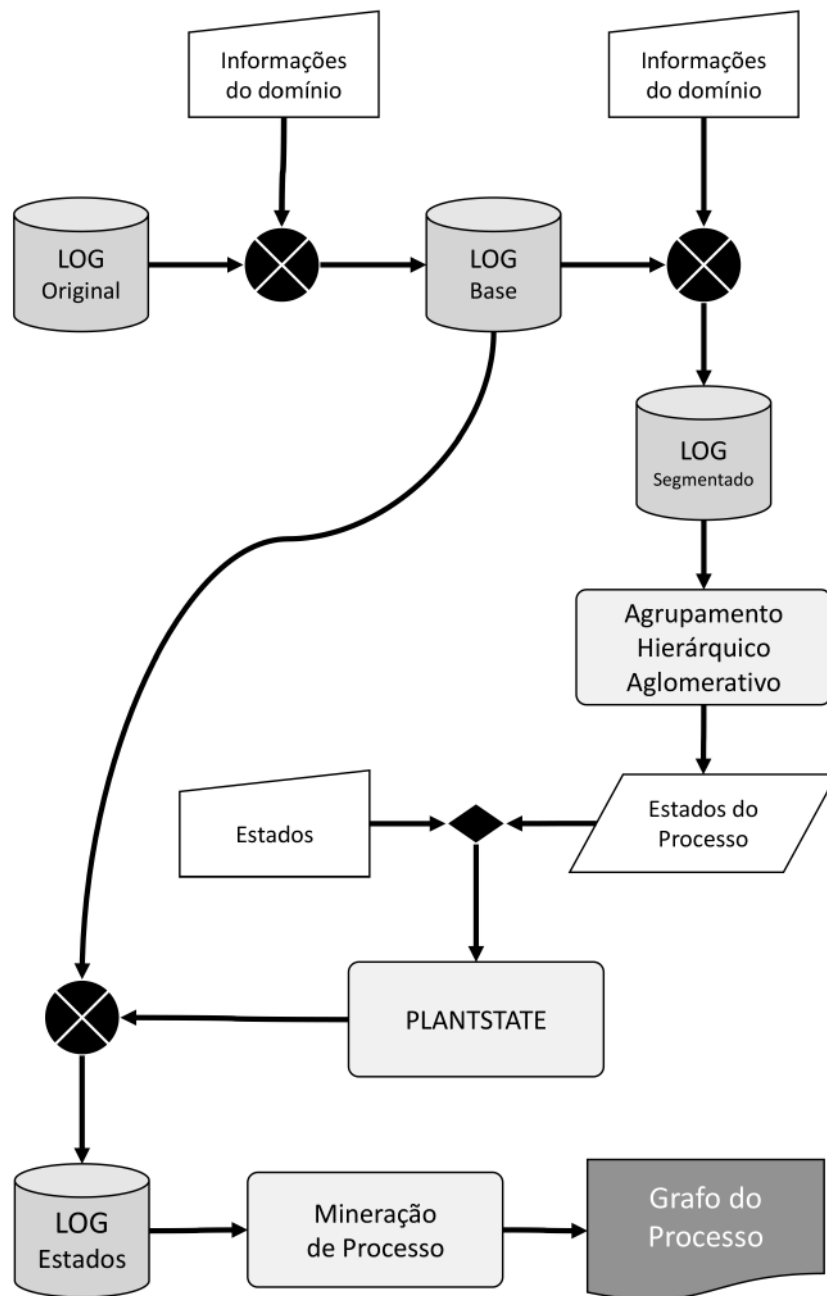 Informações
do domínio
Informações
do domínio
LOG
Original
LOG
Base
LOG
Segmentado
Agrupamento
Hierárquico
Aglomerativo
Estados
Estados do
Processo
PLANTSTATE
LOG
Estados
Mineração
de Processo
Grafo do
Processo